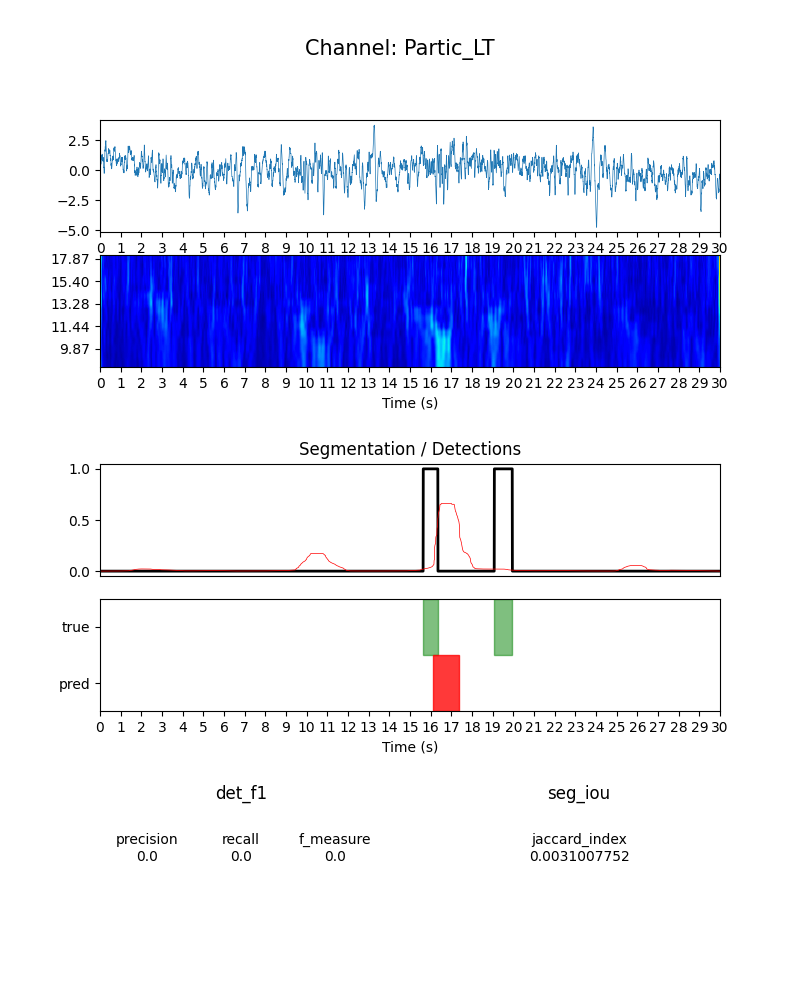 Channel: Partic_LT
2.5
0.0
−2.5
−5.0
0 1 2 3 4 5 6 7 8 9 10 11 12 13 14 15 16 17 18 19 20 21 22 23 24 25 26 27 28 29 30
17.87
15.40
13.28
11.44
9.87
0 1 2 3 4 5 6 7 8 9 10 11 12 13 14 15 16 17 18 19 20 21 22 23 24 25 26 27 28 29 30
Time (s)
Segmentation / Detections
1.0
0.5
0.0
true
pred
0 1 2 3 4 5 6 7 8 9 10 11 12 13 14 15 16 17 18 19 20 21 22 23 24 25 26 27 28 29 30
Time (s)
det_f1 seg_iou
precision recall f_measure jaccard_index
0.0 0.0 0.0 0.0031007752